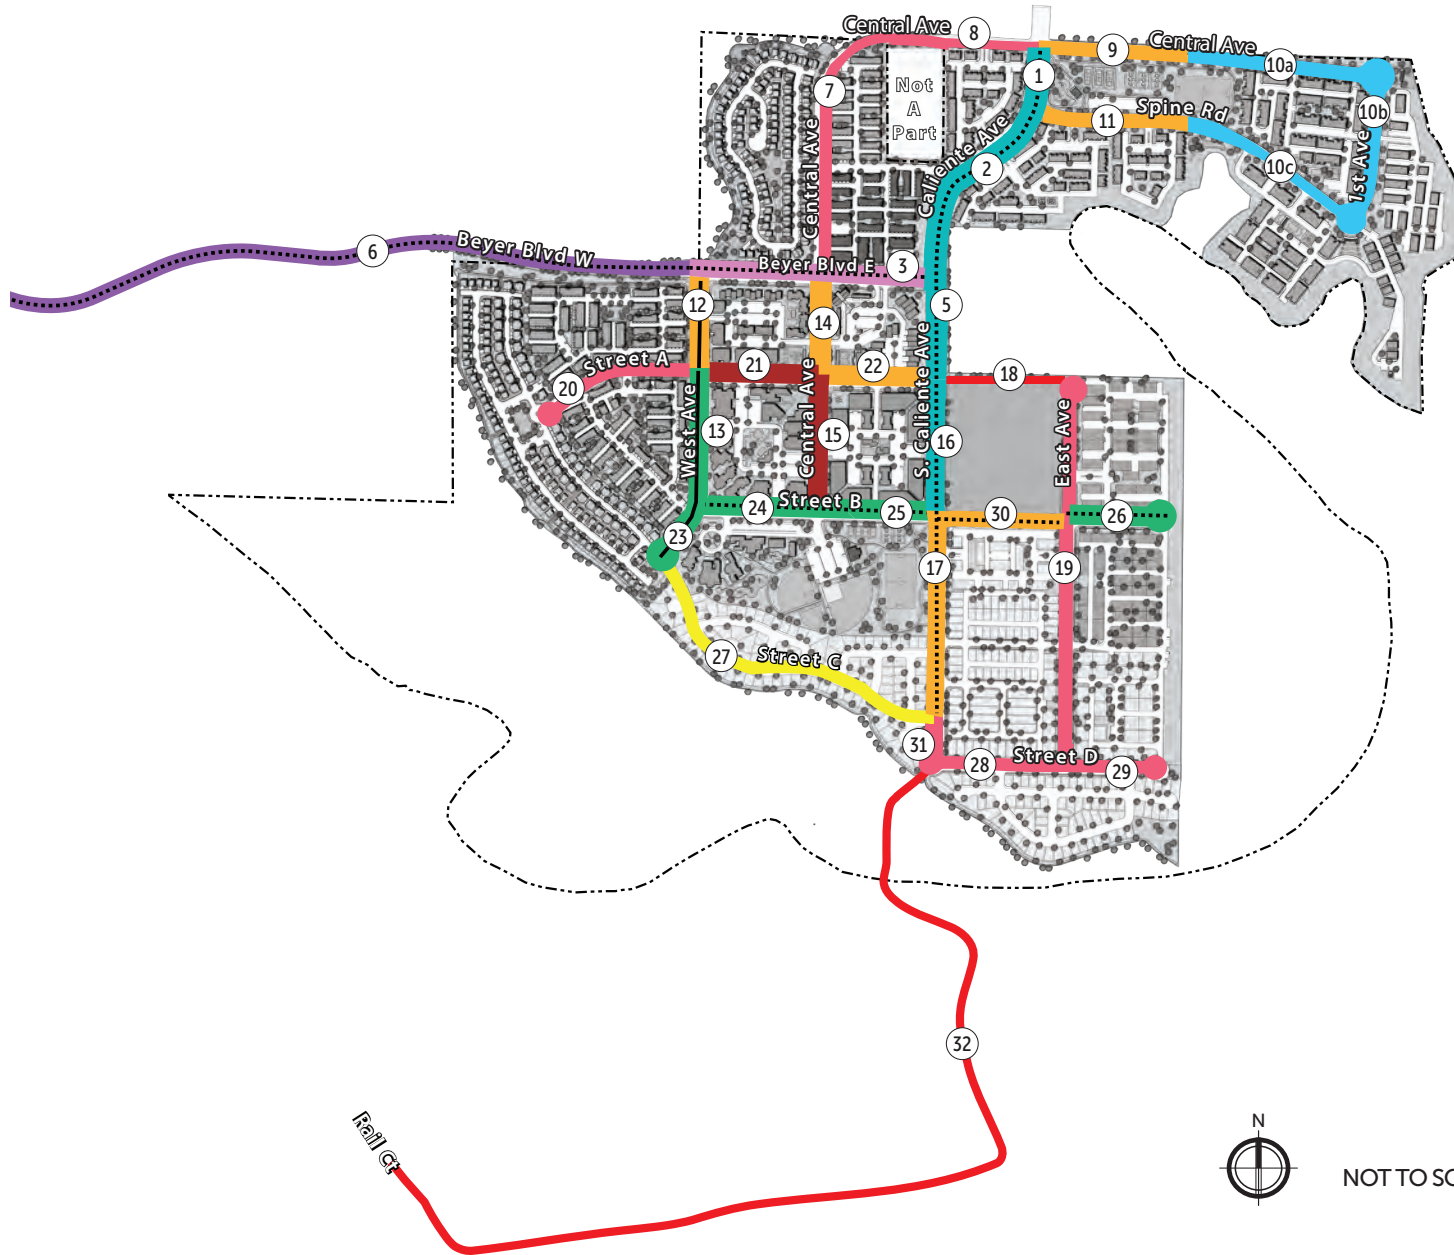 Central Ave
8
9
Central Ave
10a
1
7
Not
A
Part
10b
Spine Rd
11
Caliente Ave
2
10c
1st Ave
Central Ave
6
Beyer Blvd W
Beyer Blvd E
3
12
5
14
Street A
21
22
18
20
S. Caliente Ave
West Ave
13
Central Ave
15
16
East Ave
24
Street B
25
30
26
23
17
19
27
Street C
31
28
Street D
29
32
Rail Ct
N
NOT TO SC